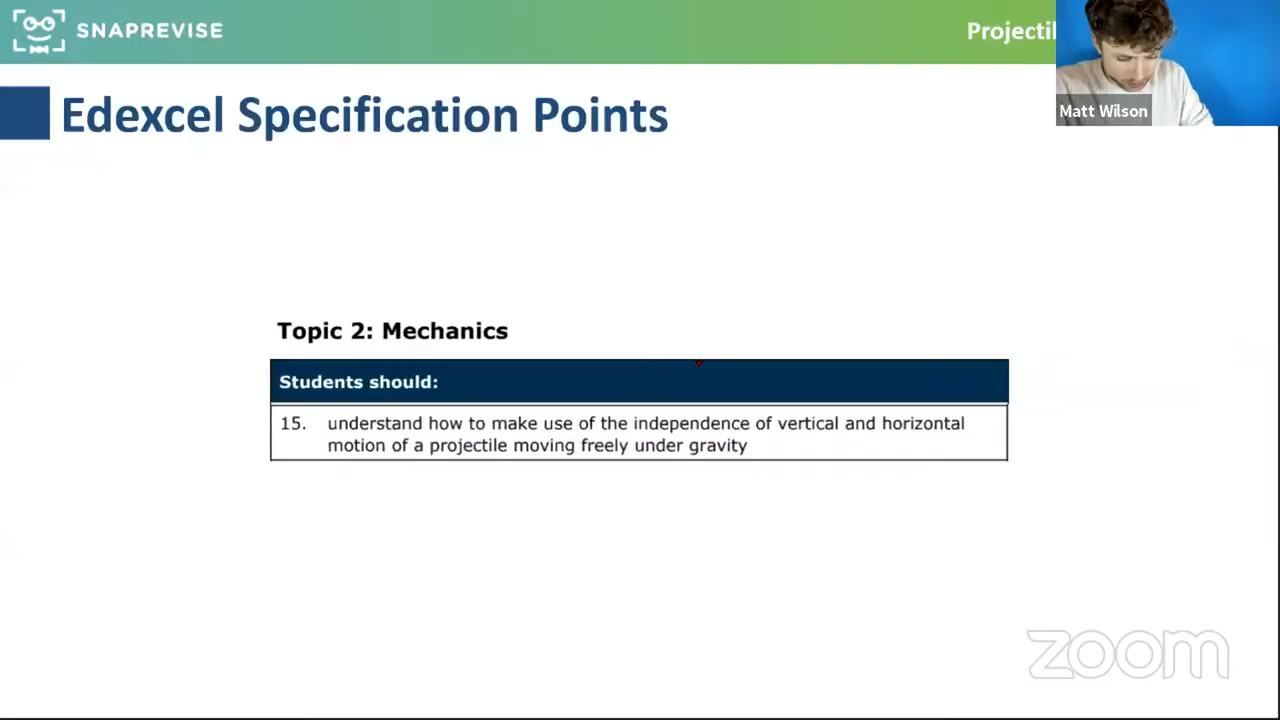 SNAPREVISE
Projectil
Matt Wilson
Edexcel Specification Points
Topic 2: Mechanics
Students should:
15. understand how to make use of the independence of vertical and horizontal
motion of a projectile moving freely under gravity
zoom